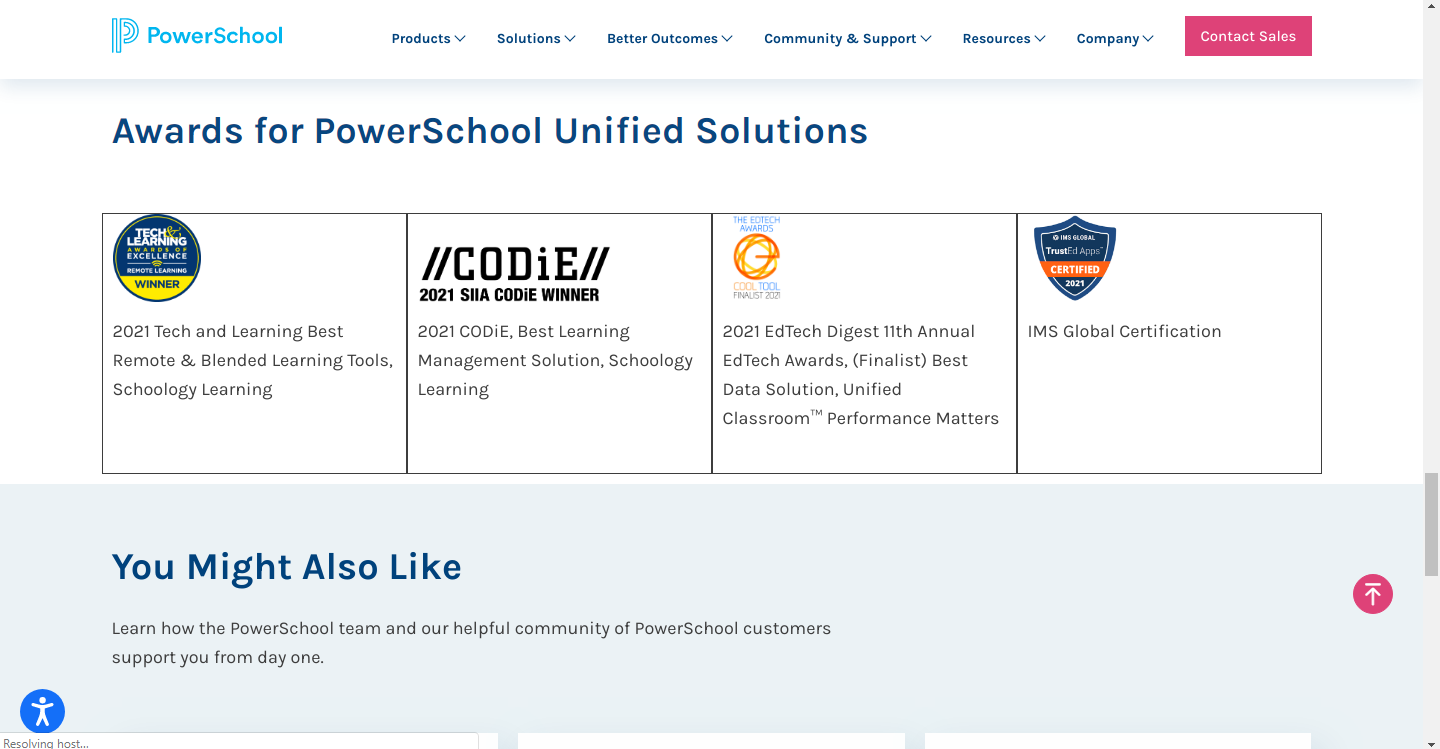 PowerSchool
Products
Solutions
Better Outcomes
Community & Support
Resources
Company
Contact Sales
Awards for PowerSchool Unified Solutions
TECH &
LEARNING
AWARDS OF
EXCELLENCE
REMOTE LEARNING
WINNER
2021 Tech and Learning Best
Remote & Blended Learning Tools,
Schoology Learning
//CODiE//
2021 SIIA CODiE WINNER
2021 CODiE, Best Learning
Management Solution, Schoology
Learning
THE EDTECH
AWARDS
COOL TOOL
FINALIST 2021
2021 EdTech Digest 11th Annual
EdTech Awards, (Finalist) Best
Data Solution, Unified
Classroom™ Performance Matters
IMS GLOBAL
TrustEd Apps™
CERTIFIED
2021
IMS Global Certification
You Might Also Like
Learn how the PowerSchool team and our helpful community of PowerSchool customers
support you from day one.
Resolving host...